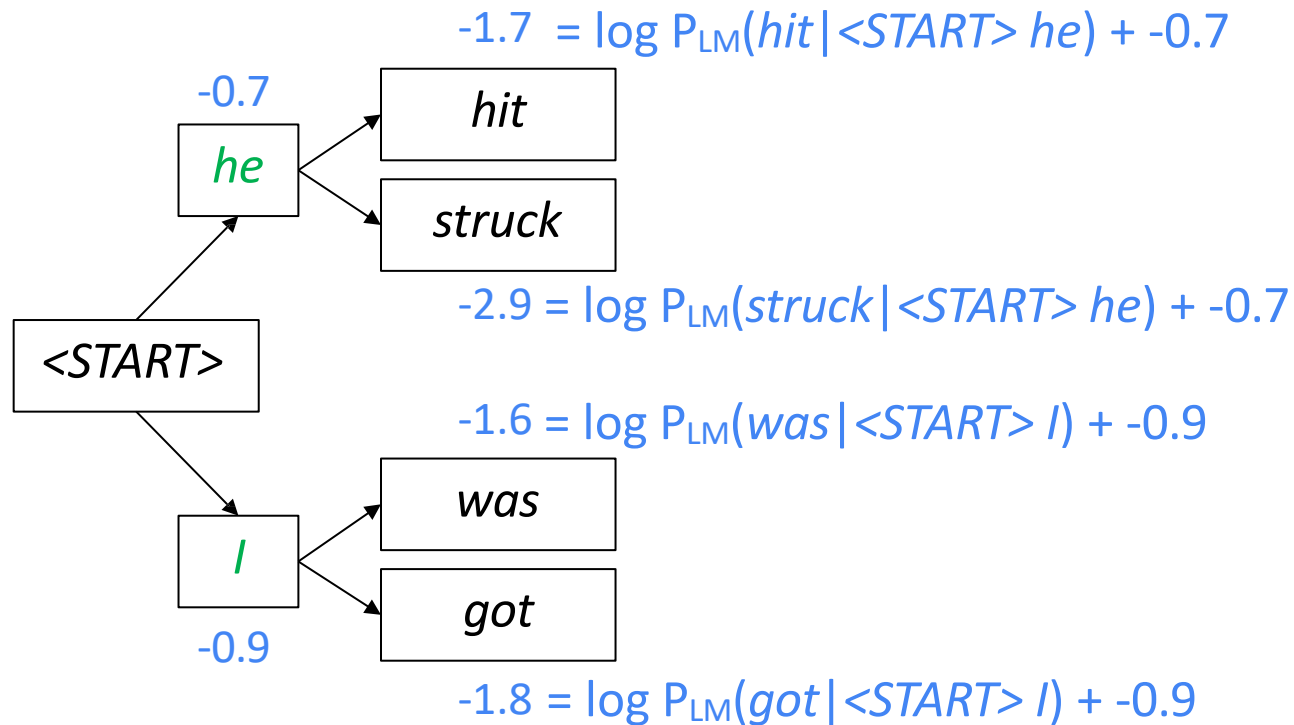 -1.7 = log PLM(hit|<START> he) + -0.7
-0.7
hit
he
struck
-2.9 = log PLM(struck|<START> he) + -0.7
<START>
-1.6 = log PLM(was|<START> I) + -0.9
was
I
got
-0.9
-1.8 = log PLM(got|<START> I) + -0.9